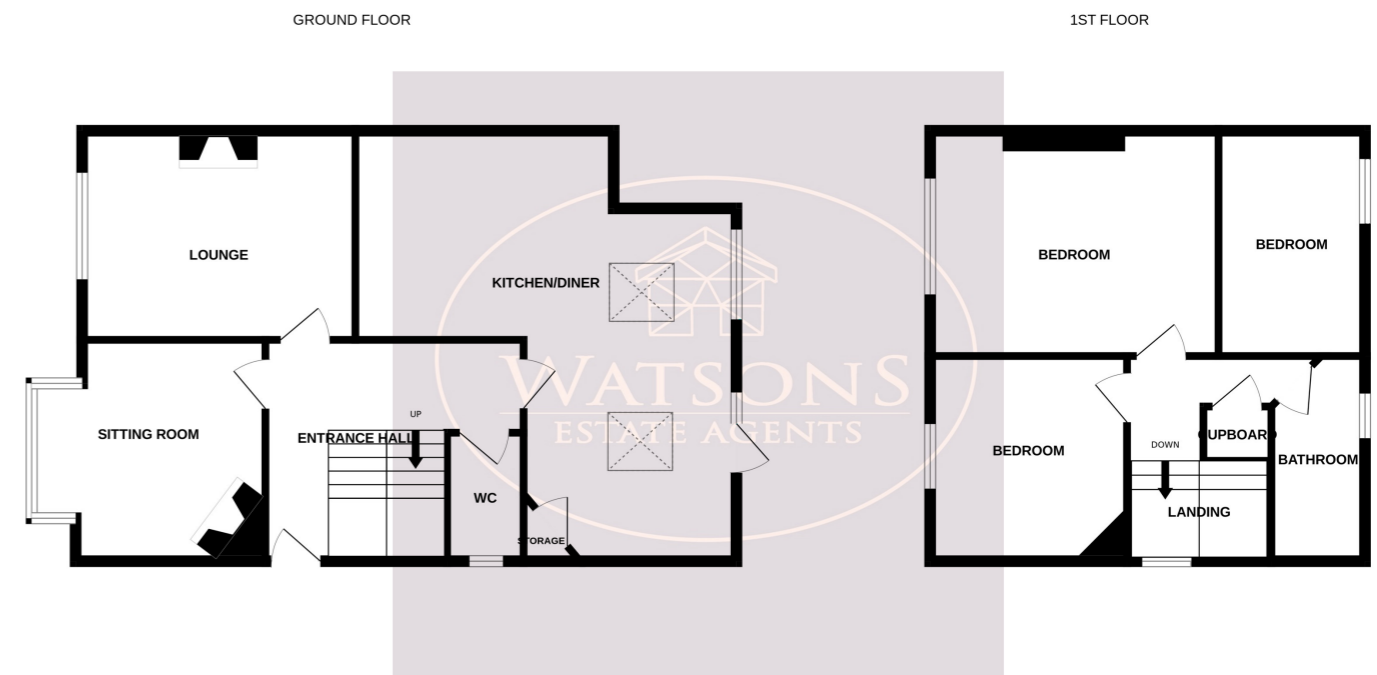 GROUND FLOOR
1ST FLOOR
LOUNGE
KITCHEN/DINER
BEDROOM
BEDROOM
WATSONS
ESTATE AGENTS
UP
SITTING ROOM
ENTRANCE HALL
WC
STORAGE
BEDROOM
DOWN
CUPBOARD
BATHROOM
LANDING